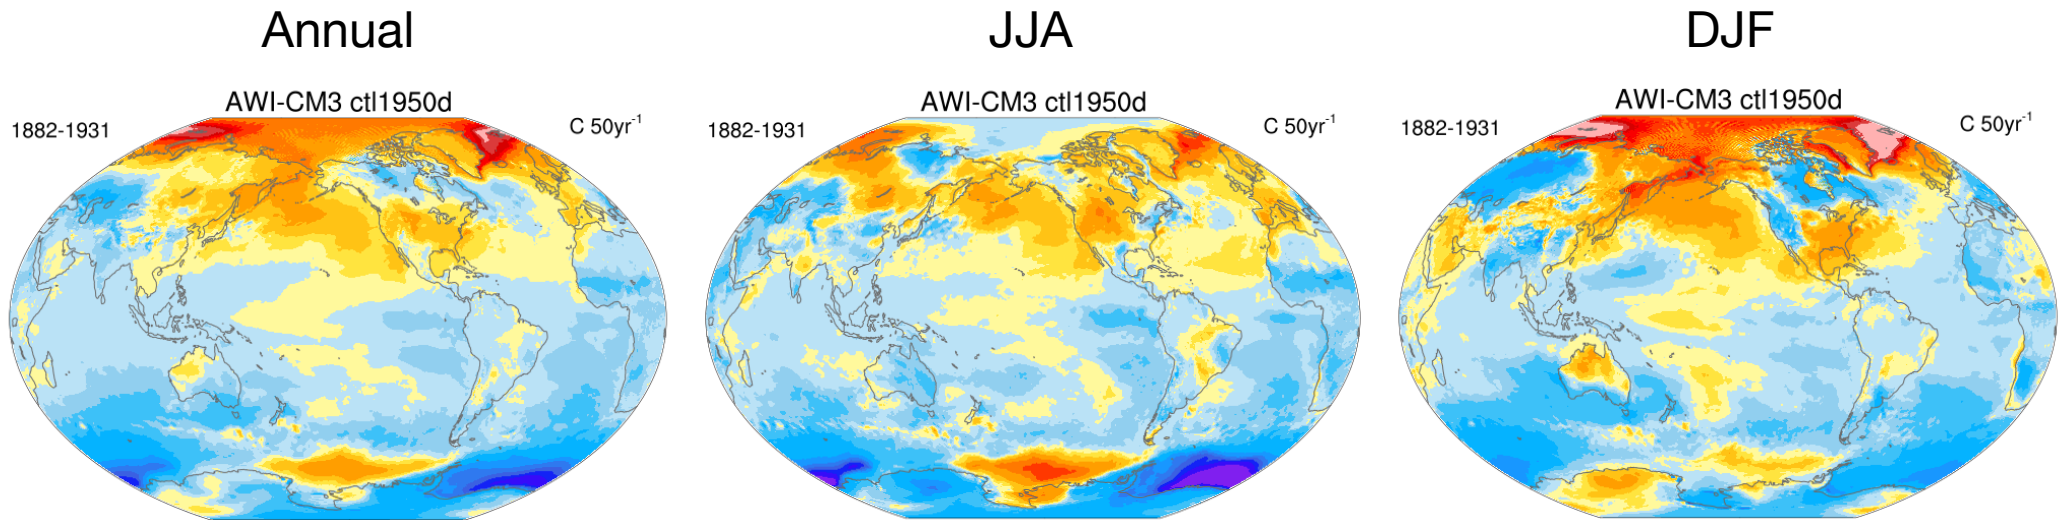 Annual
JJA
DJF
AWI-CM3 ctl1950d
1882-1931
C 50yr⁻¹
AWI-CM3 ctl1950d
1882-1931
C 50yr⁻¹
AWI-CM3 ctl1950d
1882-1931
C 50yr⁻¹